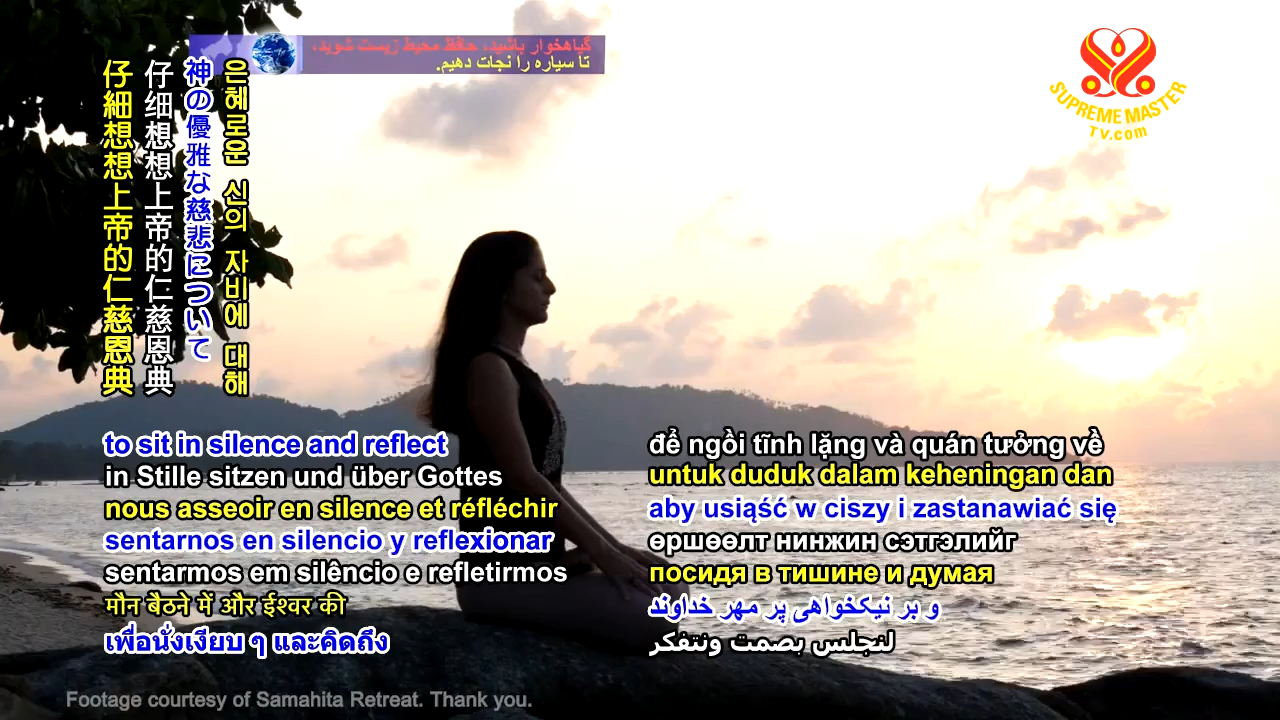 گیاهخوار باشید، حافظ محیط زیست شوید،
تا سیاره را نجات دهیم.
SUPREME MASTER
TV.com
仔細想想上帝的仁慈恩典
仔细想想上帝的仁慈恩典
神の優雅な慈悲について
은혜로운 신의 자비에 대해
to sit in silence and reflect
in Stille sitzen und über Gottes
nous asseoir en silence et réfléchir
sentarnos en silencio y reflexionar
sentarmos em silêncio e refletirmos
मौन बैठने में और ईश्वर की
เพื่อนั่งเงียบ ๆ และคิดถึง
để ngồi tĩnh lặng và quán tưởng về
untuk duduk dalam keheningan dan
aby usiąść w ciszy i zastanawiać się
өршөөлт нинжин сэтгэлийг
посидя в тишине и думая
و بر نیکخواهی پر مهر خداوند
لنجلس بصمت ونتفكر
Footage courtesy of Samahita Retreat. Thank you.